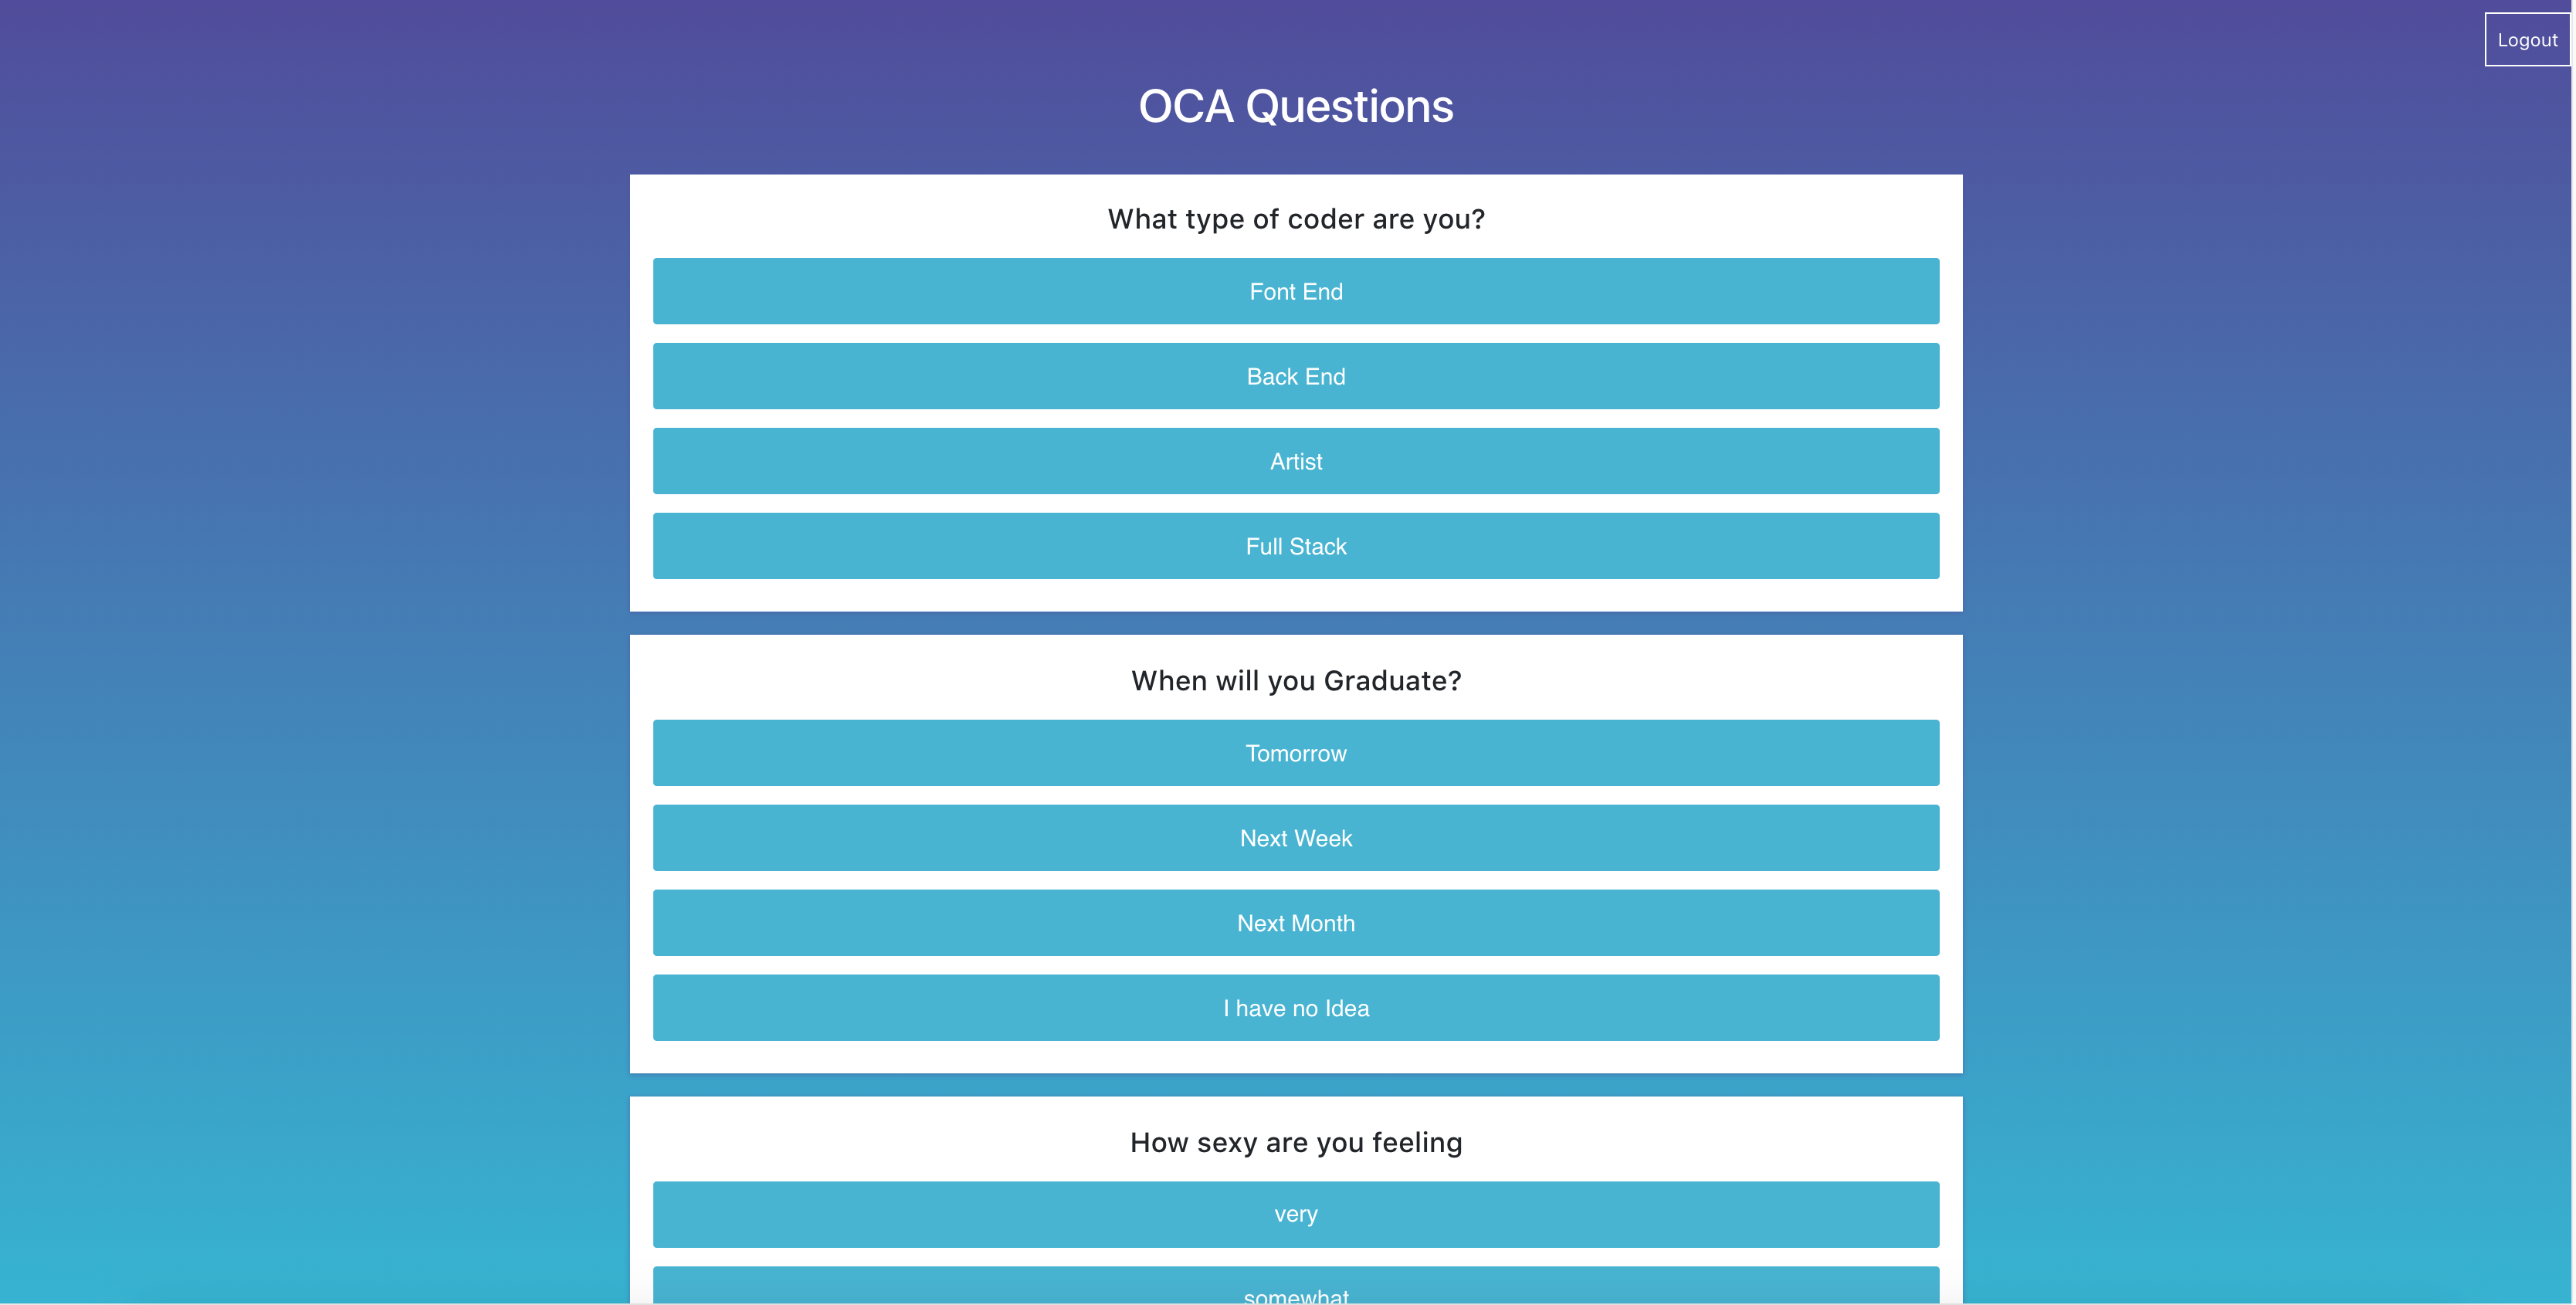 Logout
OCA Questions
What type of coder are you?
Font End
Back End
Artist
Full Stack
When will you Graduate?
Tomorrow
Next Week
Next Month
I have no Idea
How sexy are you feeling
very
somewhat